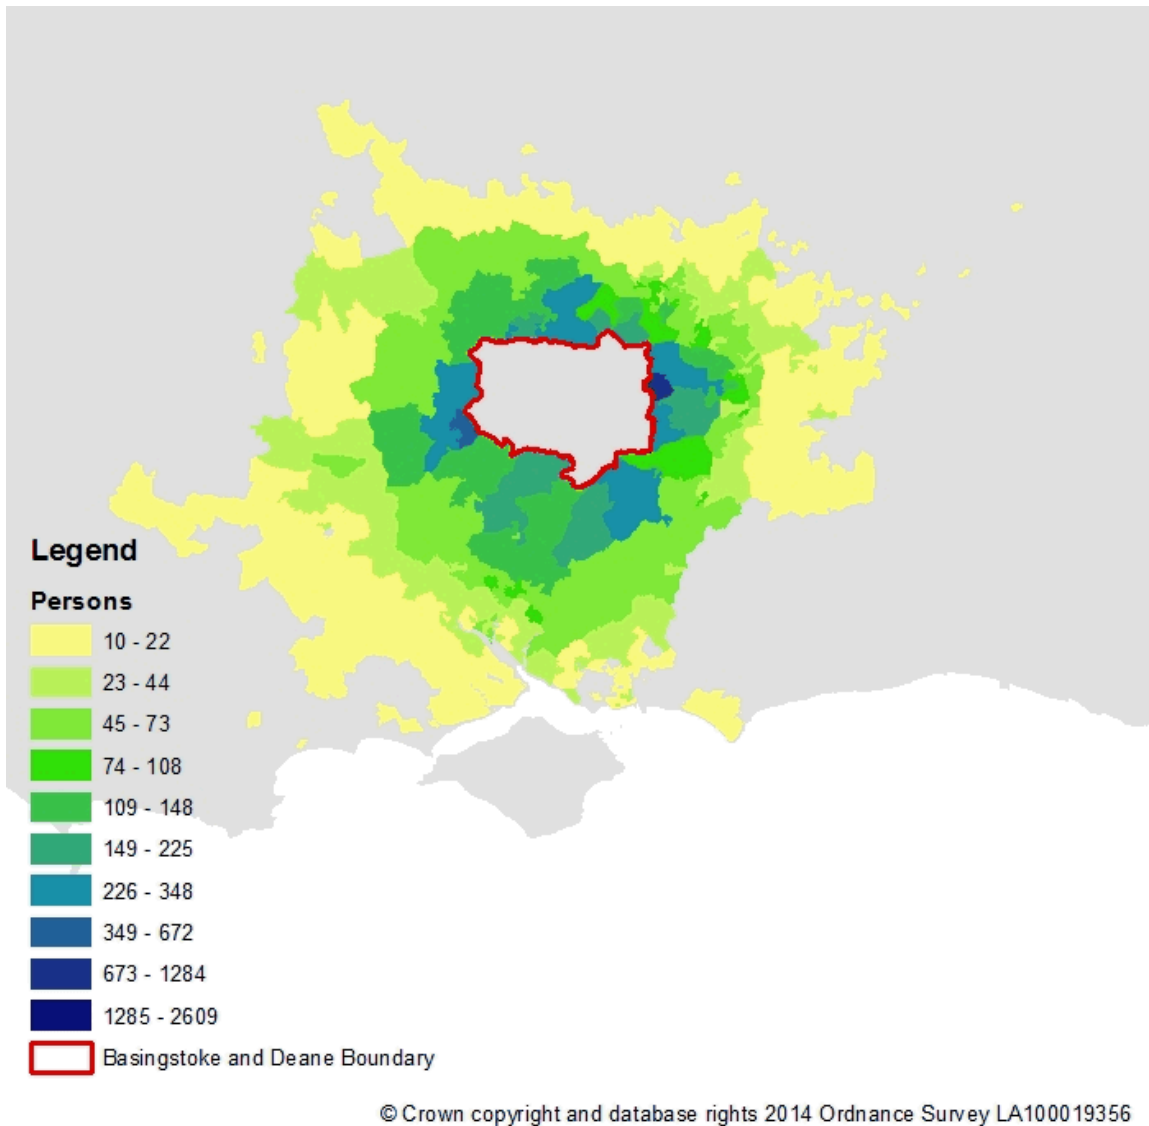 Legend
Persons
10 - 22
23 - 44
45 - 73
74 - 108
109 - 148
149 - 225
226 - 348
349 - 672
673 - 1284
1285 - 2609
Basingstoke and Deane Boundary
© Crown copyright and database rights 2014 Ordnance Survey LA100019356